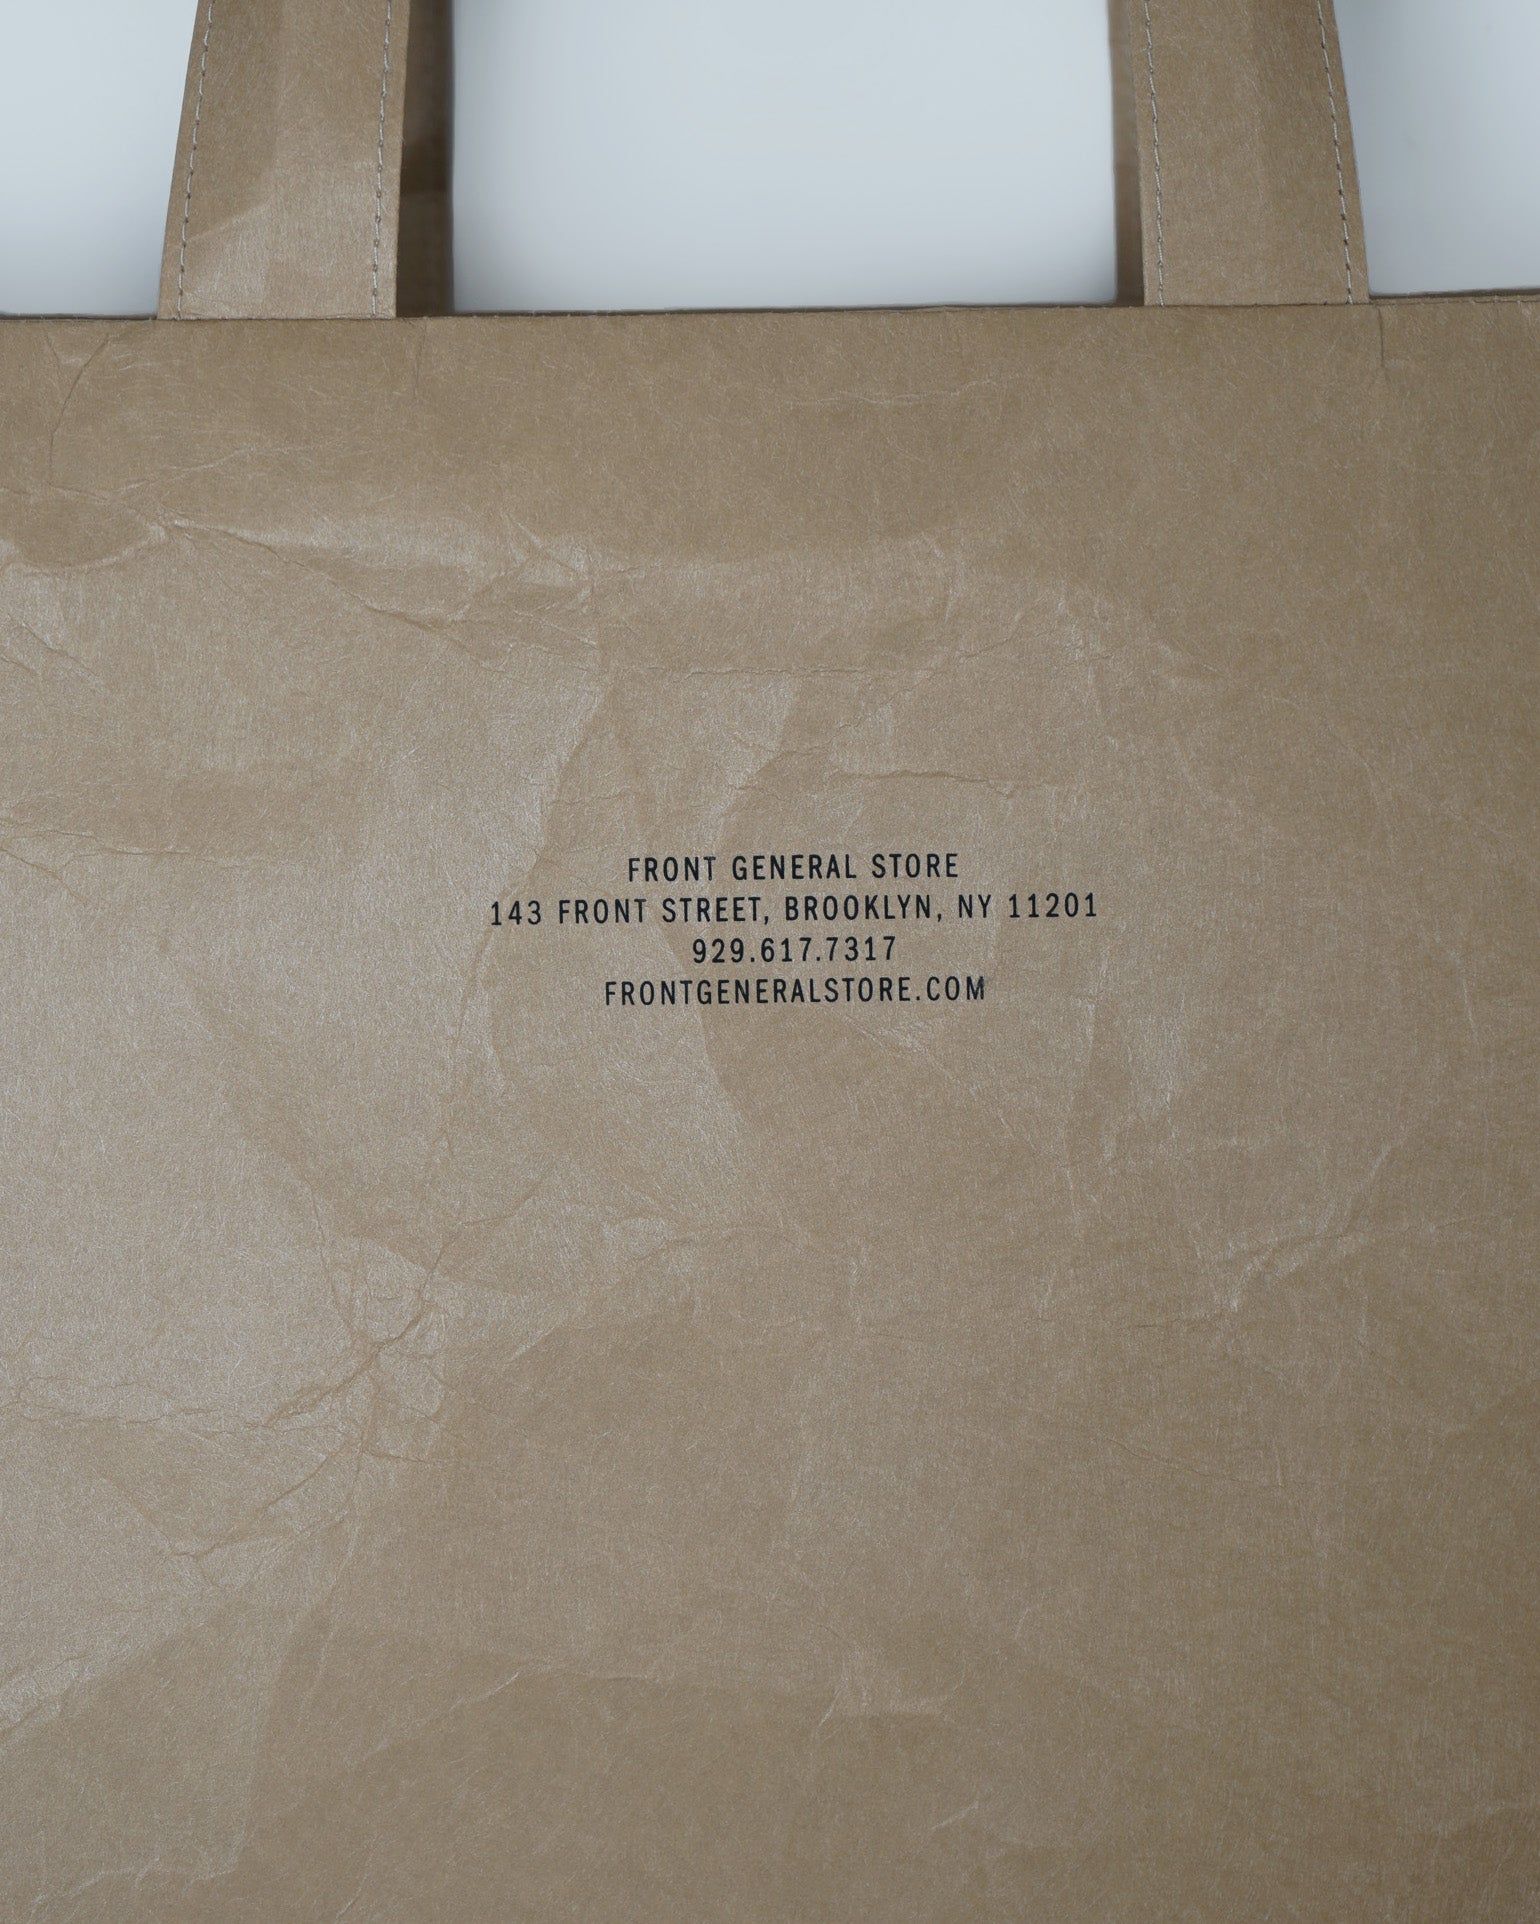 FRONT GENERAL STORE
143 FRONT STREET, BROOKLYN, NY 11201
929.617.7317
FRONTGENERALSTORE.COM